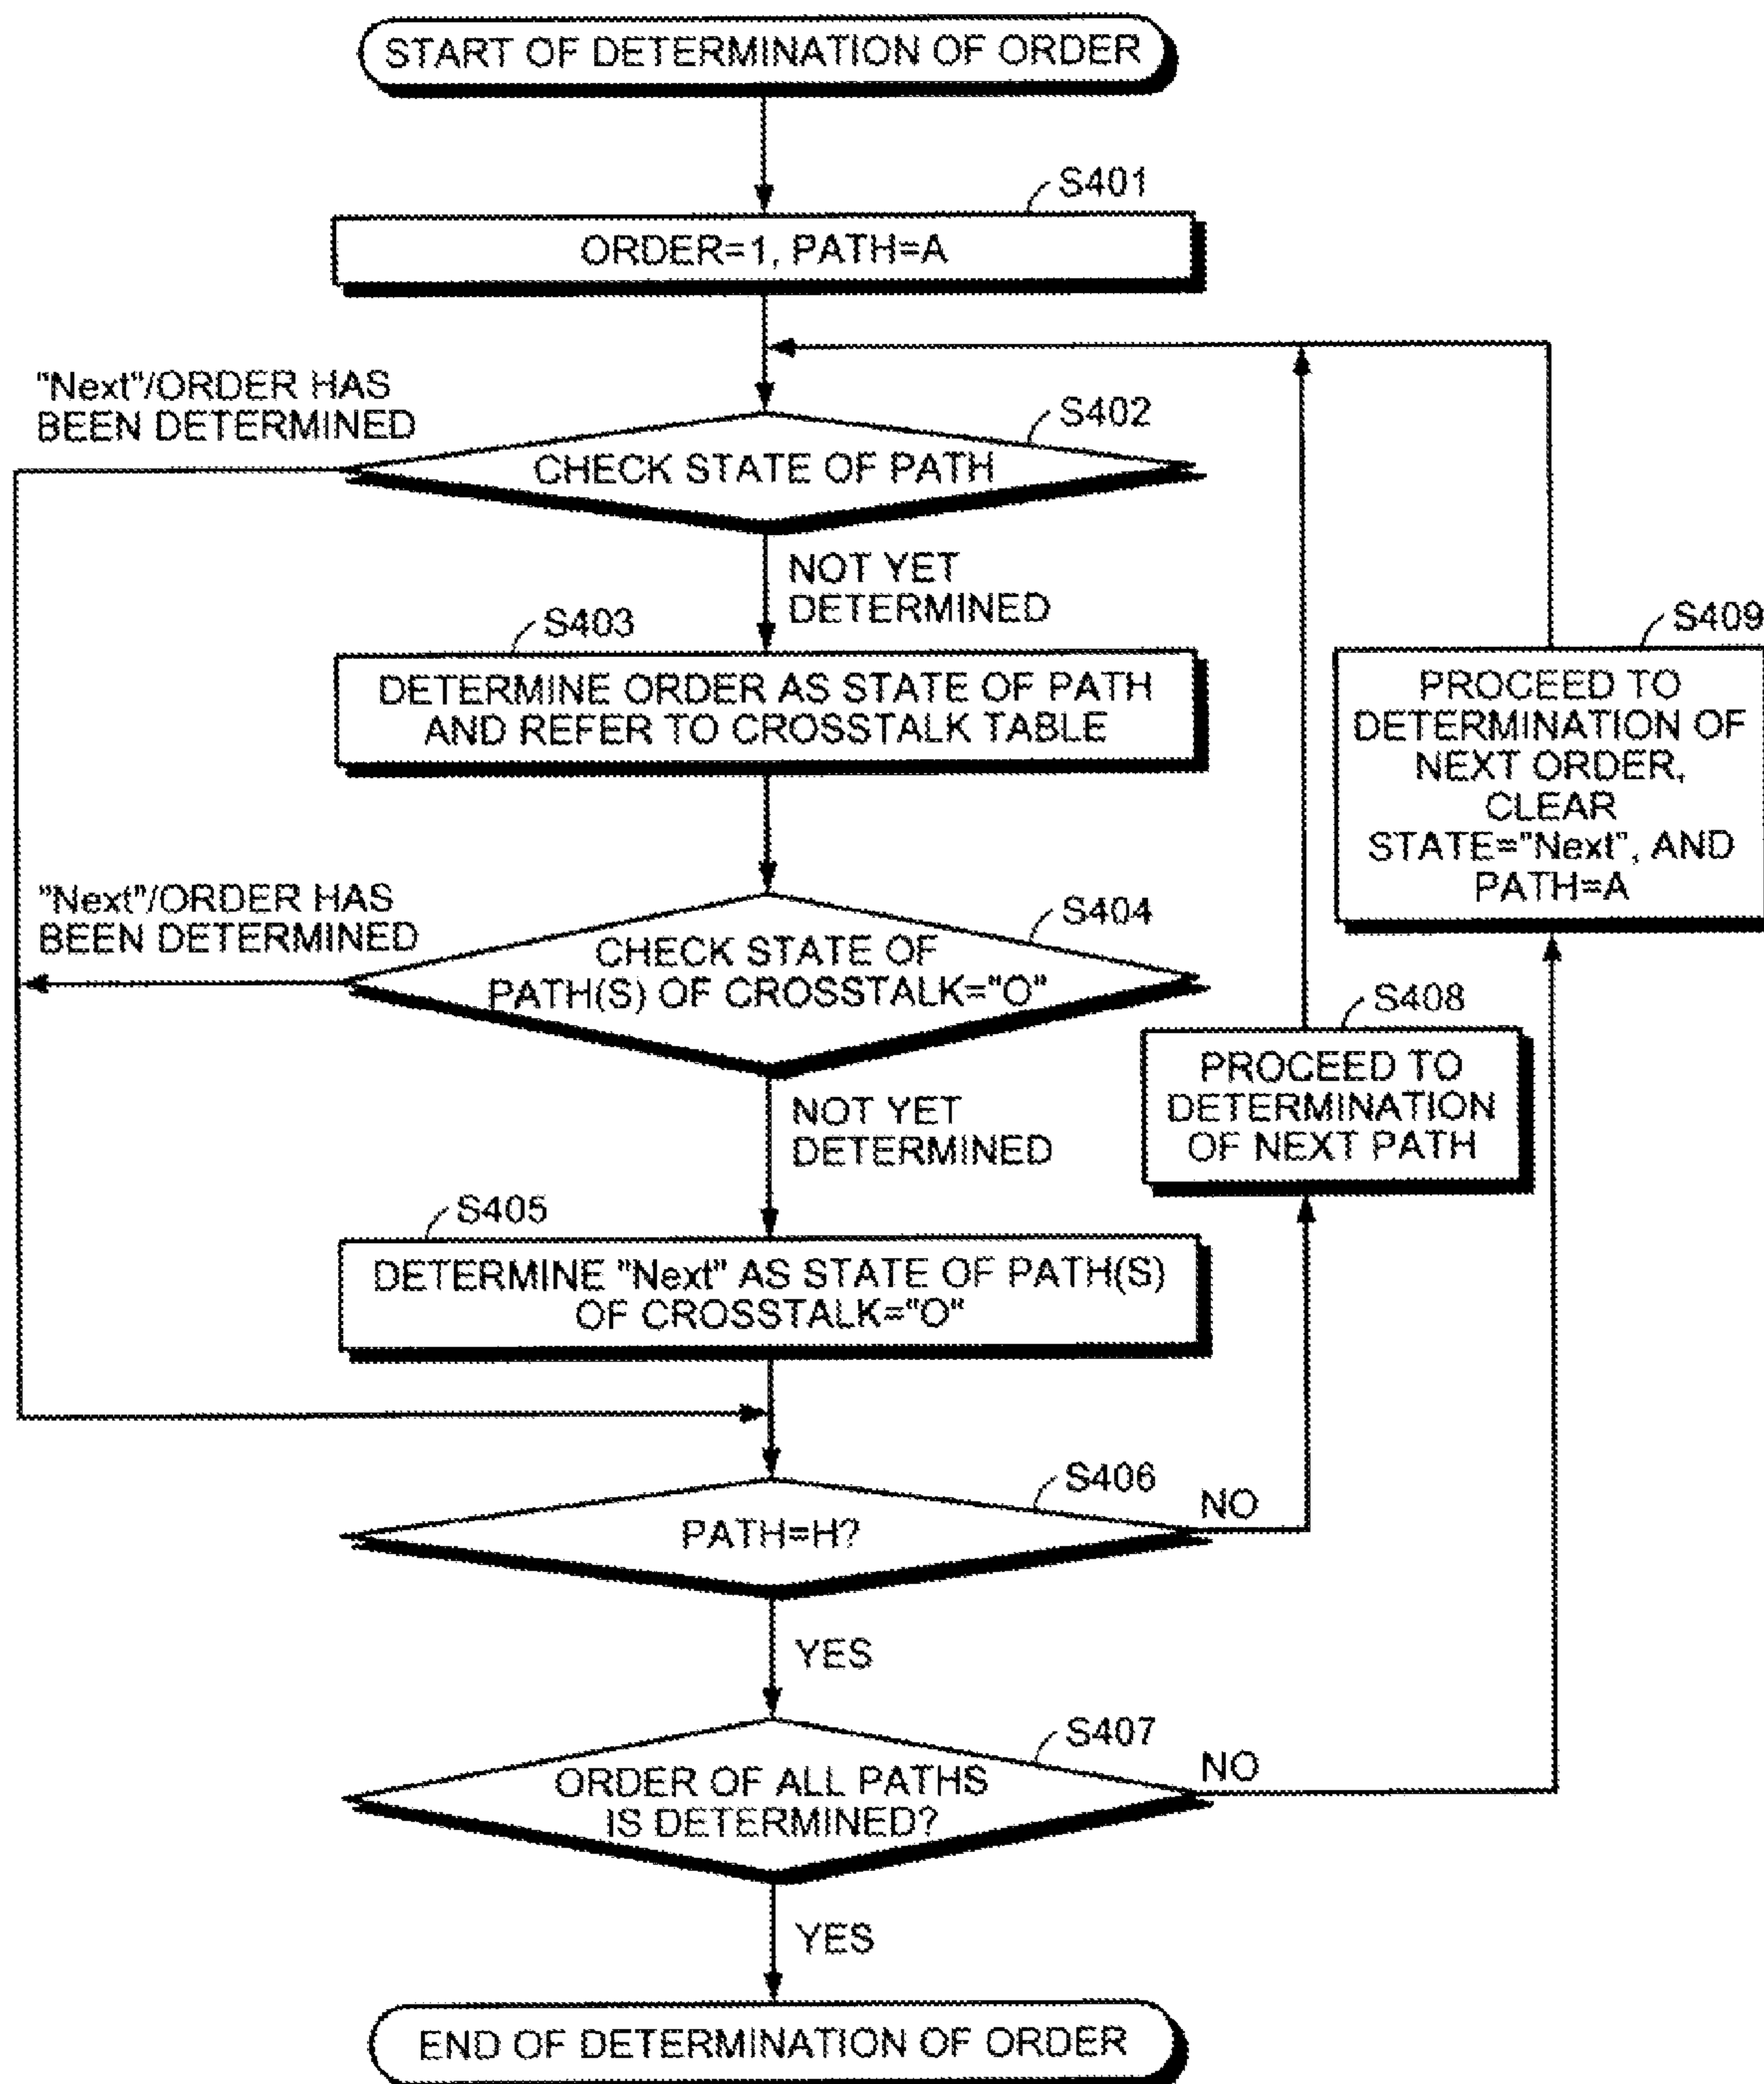 START OF DETERMINATION OF ORDER
S401
ORDER=1, PATH=A
"Next"/ORDER HAS
BEEN DETERMINED
S402
CHECK STATE OF PATH
NOT YET
DETERMINED
S403
DETERMINE ORDER AS STATE OF PATH
AND REFER TO CROSSTALK TABLE
S409
PROCEED TO
DETERMINATION OF
NEXT ORDER,
CLEAR
STATE="Next", AND
PATH=A
"Next"/ORDER HAS
BEEN DETERMINED
S404
CHECK STATE OF
PATH(S) OF CROSSTALK="O"
S408
PROCEED TO
DETERMINATION
OF NEXT PATH
NOT YET
DETERMINED
S405
DETERMINE "Next" AS STATE OF PATH(S)
OF CROSSTALK="O"
S406
PATH=H?
NO
YES
S407
ORDER OF ALL PATHS
IS DETERMINED?
NO
YES
END OF DETERMINATION OF ORDER